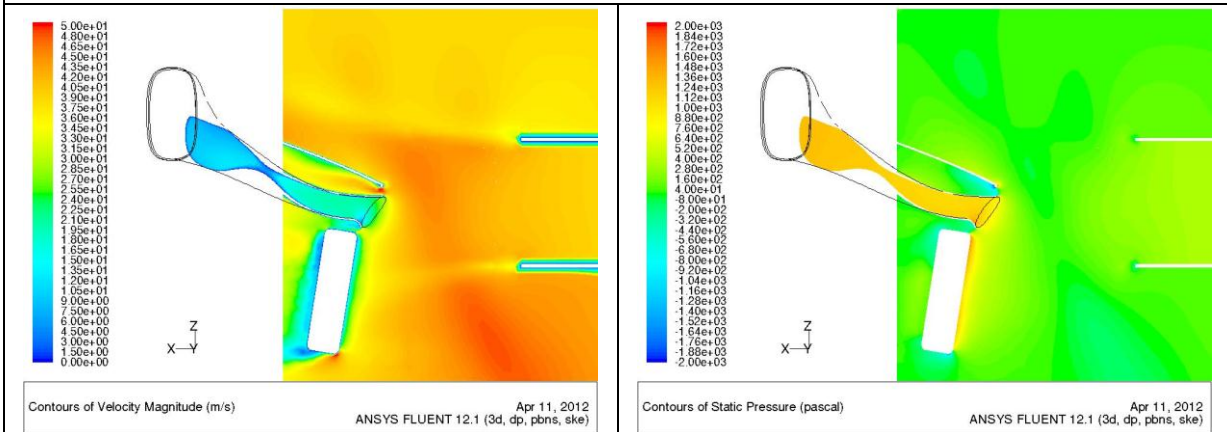 5.00e+01
4.65e+01
4.50e+01
4.35e+01
4.20e+01
4.05e+01
3.90e+01
3.75e+01
3.60e+01
3.45e+01
3.30e+01
3.15e+01
3.00e+01
2.85e+01
2.70e+01
2.55e+01
2.40e+01
2.25e+01
2.10e+01
1.95e+01
1.80e+01
1.65e+01
1.50e+01
1.35e+01
1.20e+01
1.05e+01
9.00e+00
7.50e+00
6.00e+00
4.50e+00
3.00e+00
1.50e+00
0.00e+00
Z
X Y
Contours of Velocity Magnitude (m/s)
Apr 11, 2012
ANSYS FLUENT 12.1 (3d, dp, pbns, ske)
2.00e+03
1.84e+03
1.72e+03
1.60e+03
1.48e+03
1.36e+03
1.24e+03
1.12e+03
1.00e+03
8.80e+02
7.60e+02
6.40e+02
5.20e+02
4.00e+02
2.80e+02
1.60e+02
4.00e+01
-8.00e+01
-2.00e+02
-3.20e+02
-4.40e+02
-5.60e+02
-6.80e+02
-8.00e+02
-9.20e+02
-1.04e+03
-1.16e+03
-1.28e+03
-1.40e+03
-1.52e+03
-1.64e+03
-1.76e+03
-1.88e+03
-2.00e+03
Z
X Y
Contours of Static Pressure (pascal)
Apr 11, 2012
ANSYS FLUENT 12.1 (3d, dp, pbns, ske)